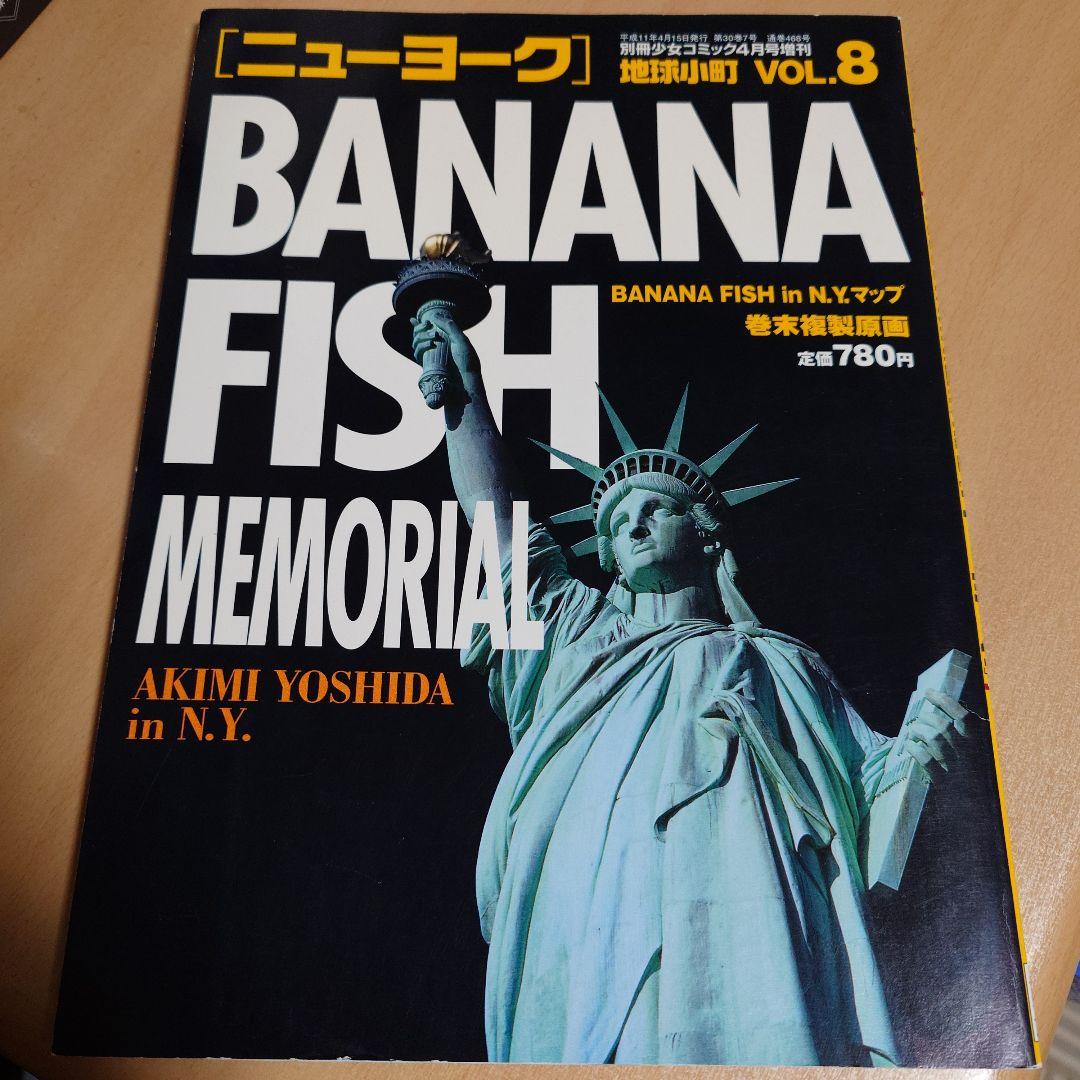 平成11年4月15日発行 第30巻7号 通巻468号
別冊少女コミック4月号増刊
[ニューヨーク]
地球小町 VOL.8
BANANA
FISH
BANANA FISH in N.Y.マップ
巻末複製原画
定価780円
MEMORIAL
AKIMI YOSHIDA
in N.Y.